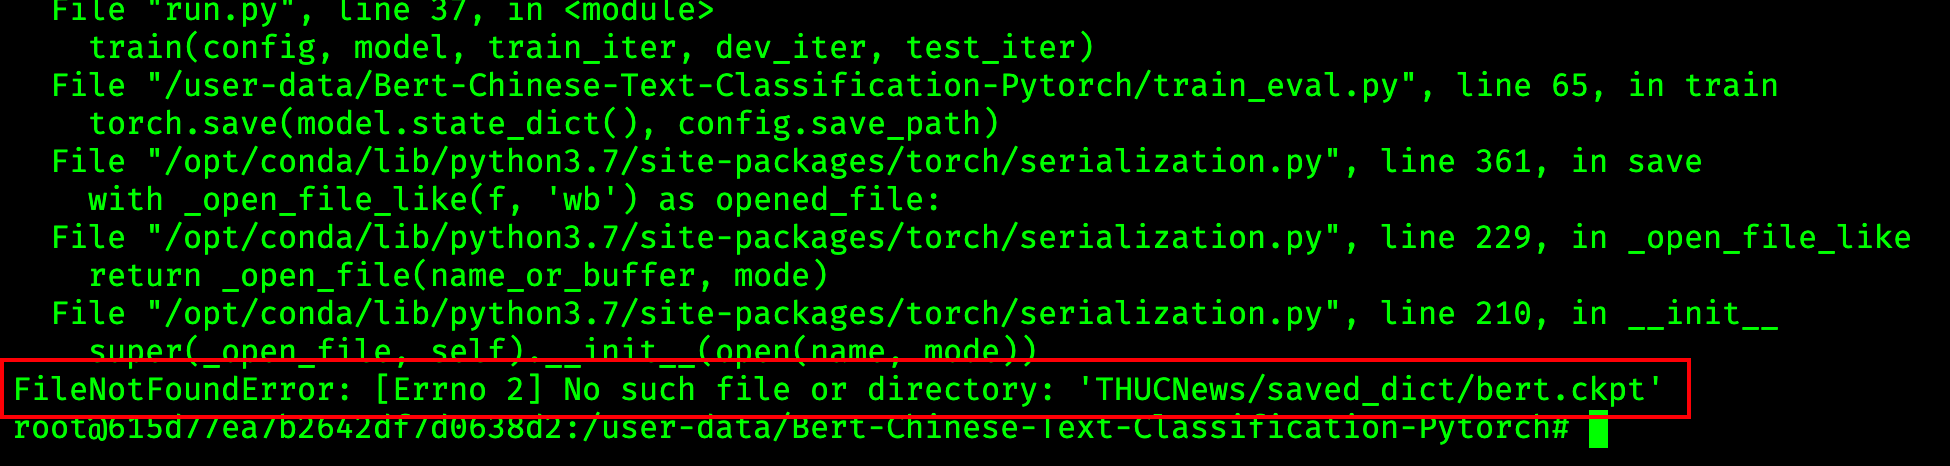 File "run.py", line 37, in <module>
train(config, model, train_iter, dev_iter, test_iter)
File "/user-data/Bert-Chinese-Text-Classification-Pytorch/train_eval.py", line 65, in train
torch.save(model.state_dict(), config.save_path)
File "/opt/conda/lib/python3.7/site-packages/torch/serialization.py", line 361, in save
with _open_file_like(f, 'wb') as opened_file:
File "/opt/conda/lib/python3.7/site-packages/torch/serialization.py", line 229, in _open_file_like
return _open_file(name_or_buffer, mode)
File "/opt/conda/lib/python3.7/site-packages/torch/serialization.py", line 210, in __init__
super(_open_file, self).__init__(open(name, mode))
FileNotFoundError: [Errno 2] No such file or directory: 'THUCNews/saved_dict/bert.ckpt'
root@615d77ea7b2642df7d0638d2:/user-data/Bert-Chinese-Text-Classification-Pytorch#